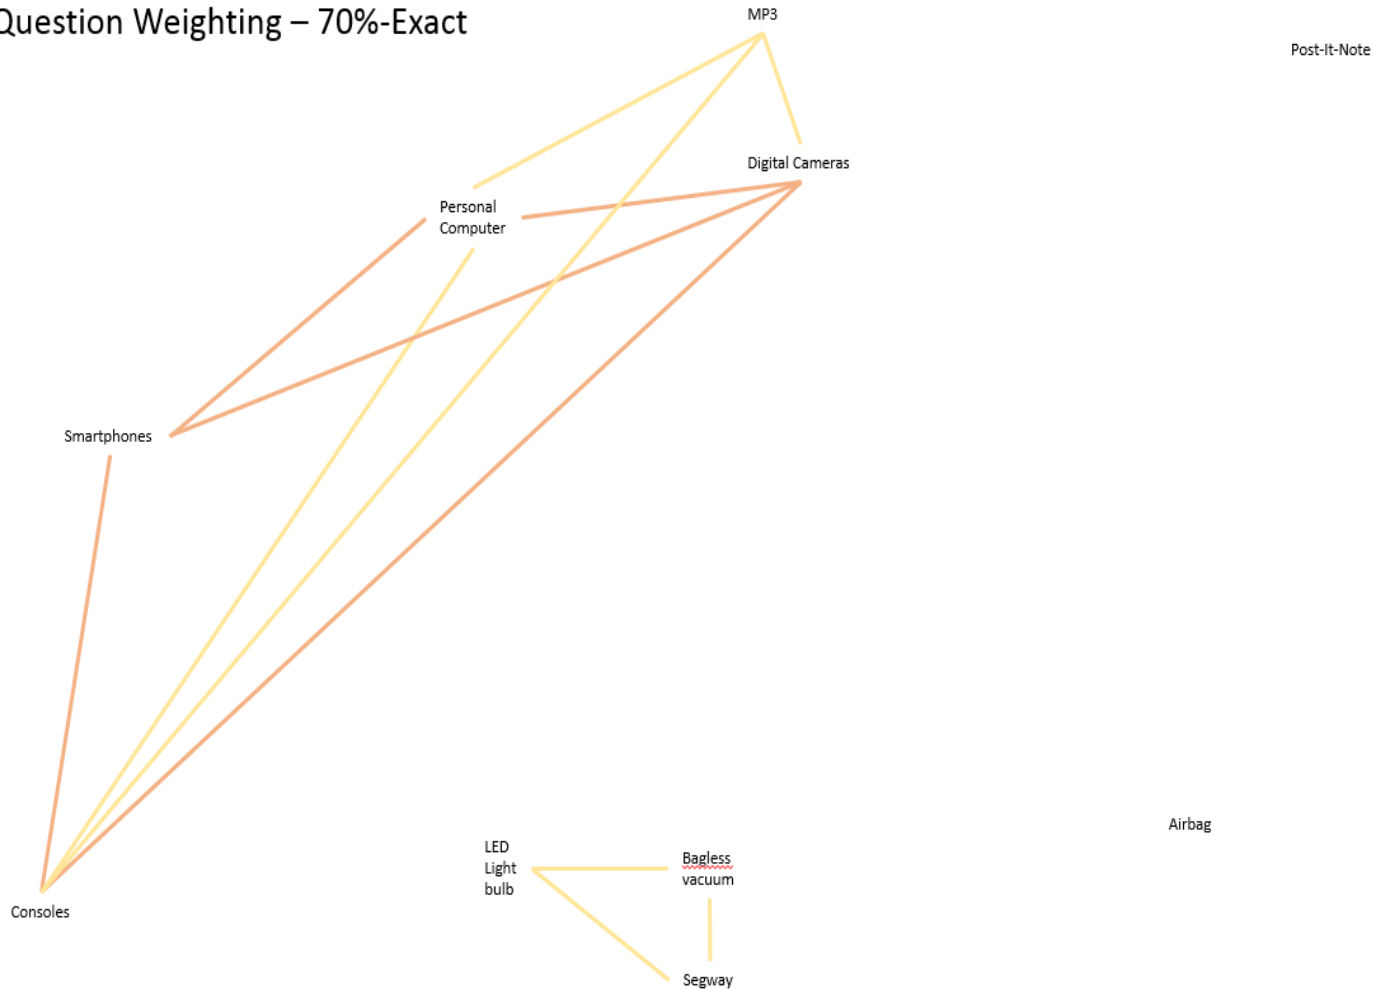 Question Weighting – 70%-Exact
MP3
Post-It-Note
Digital Cameras
Personal
Computer
Smartphones
Airbag
LED
Light
bulb
Bagless
vacuum
Consoles
Segway